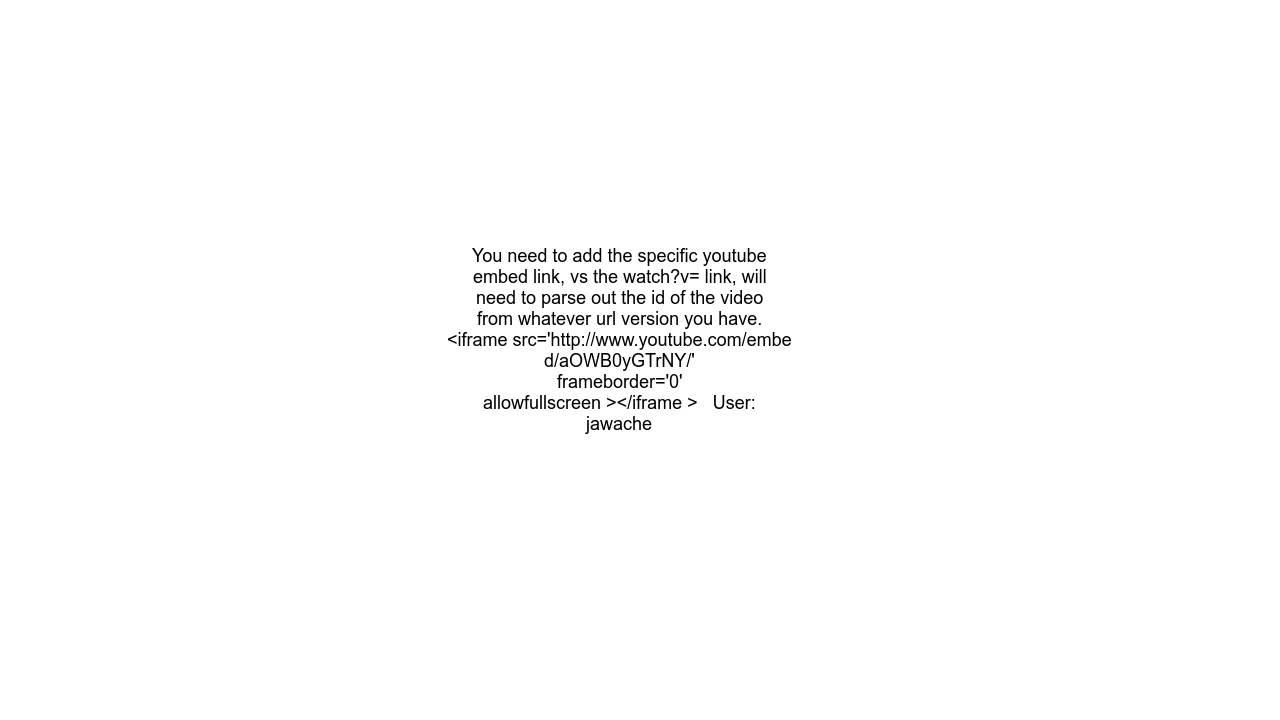 You need to add the specific youtube
embed link, vs the watch?v= link, will
need to parse out the id of the video
from whatever url version you have.
<iframe src='http://www.youtube.com/embe
d/aOWB0yGTrNY/'
frameborder='0'
allowfullscreen ></iframe >   User:
jawache